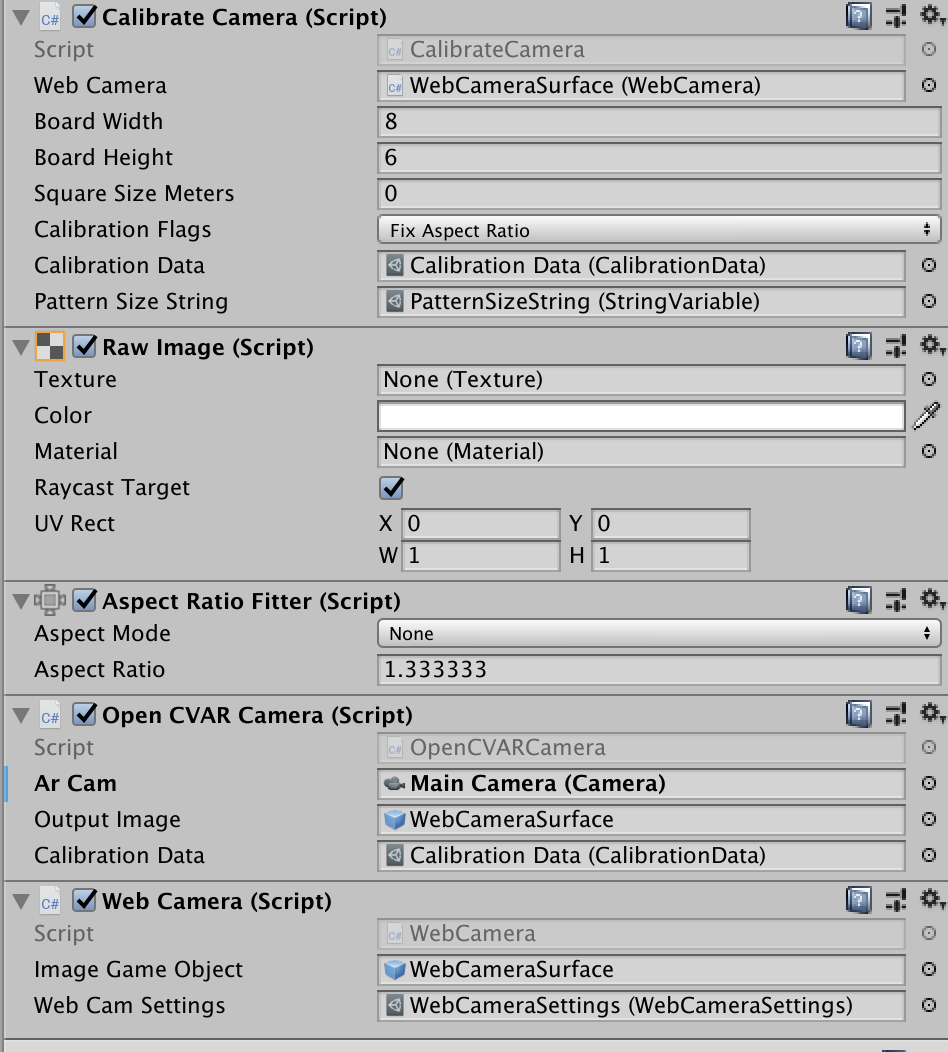 Calibrate Camera (Script)
Script CalibrateCamera
Web Camera WebCameraSurface (WebCamera)
Board Width 8
Board Height 6
Square Size Meters 0
Calibration Flags Fix Aspect Ratio
Calibration Data Calibration Data (CalibrationData)
Pattern Size String PatternSizeString (StringVariable)
Raw Image (Script)
Texture None (Texture)
Color
Material None (Material)
Raycast Target
UV Rect X 0 Y 0
W 1 H 1
Aspect Ratio Fitter (Script)
Aspect Mode None
Aspect Ratio 1.333333
Open CVAR Camera (Script)
Script OpenCVARCamera
Ar Cam Main Camera (Camera)
Output Image WebCameraSurface
Calibration Data Calibration Data (CalibrationData)
Web Camera (Script)
Script WebCamera
Image Game Object WebCameraSurface
Web Cam Settings WebCameraSettings (WebCameraSettings)